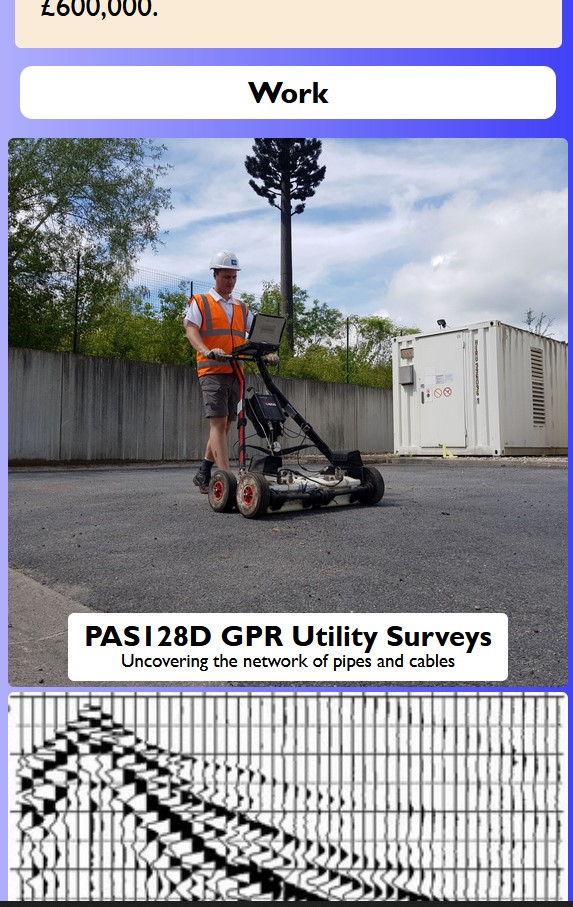 £600,000.
Work
PAS128D GPR Utility Surveys
Uncovering the network of pipes and cables